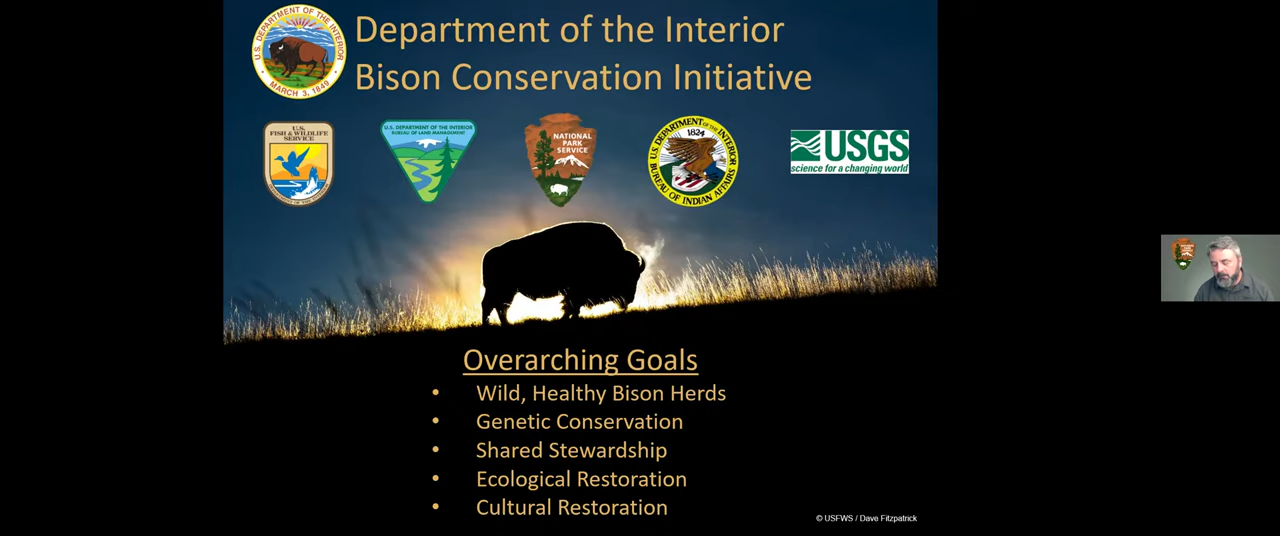 Department of the Interior
Bison Conservation Initiative
U.S. DEPARTMENT OF THE INTERIOR
MARCH 3, 1849
U.S.
FISH & WILDLIFE
SERVICE
U.S. DEPARTMENT OF THE INTERIOR
BUREAU OF LAND MANAGEMENT
NATIONAL
PARK
SERVICE
U.S. DEPARTMENT OF THE INTERIOR
1824
BUREAU OF INDIAN AFFAIRS
USGS
science for a changing world
Overarching Goals
• Wild, Healthy Bison Herds
• Genetic Conservation
• Shared Stewardship
• Ecological Restoration
• Cultural Restoration
© USFWS / Dave Fitzpatrick